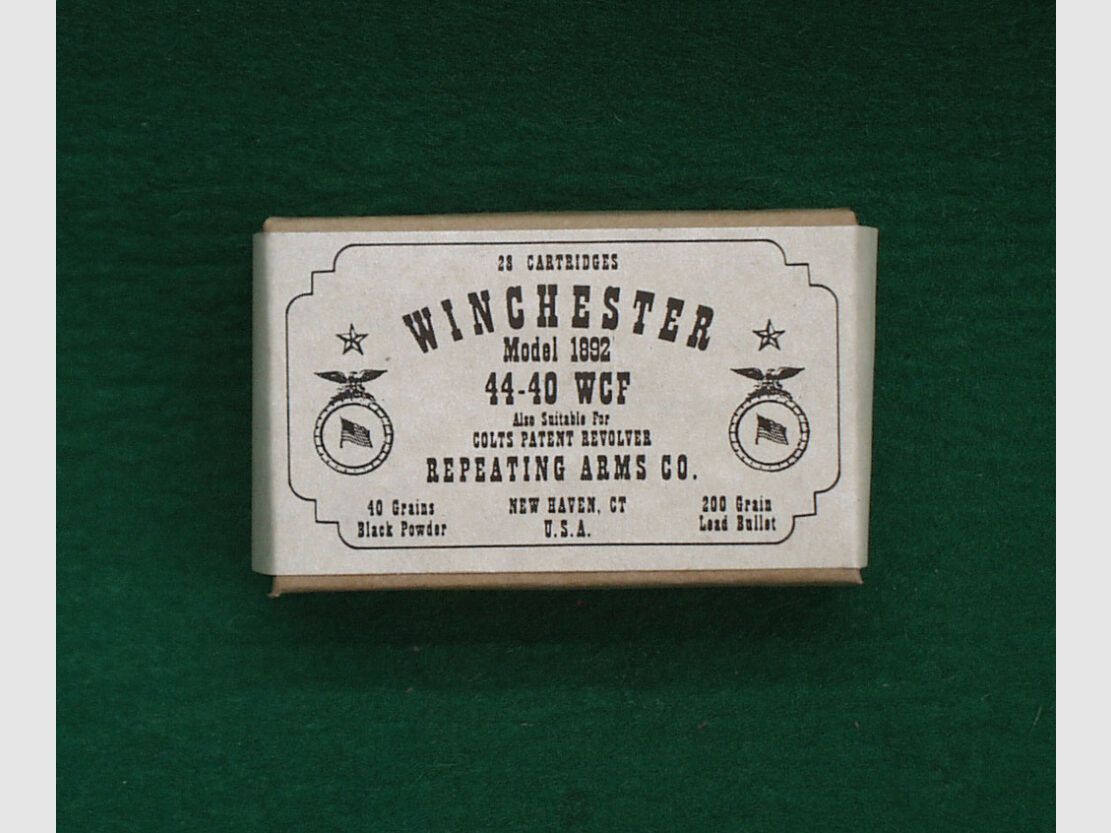 28 CARTRIDGES
WINCHESTER
Model 1892
44-40 WCF
Also Suitable For
COLTS PATENT REVOLVER
REPEATING ARMS CO.
40 Grains
Black Powder
NEW HAVEN, CT
U.S.A.
200 Grain
Lead Bullet